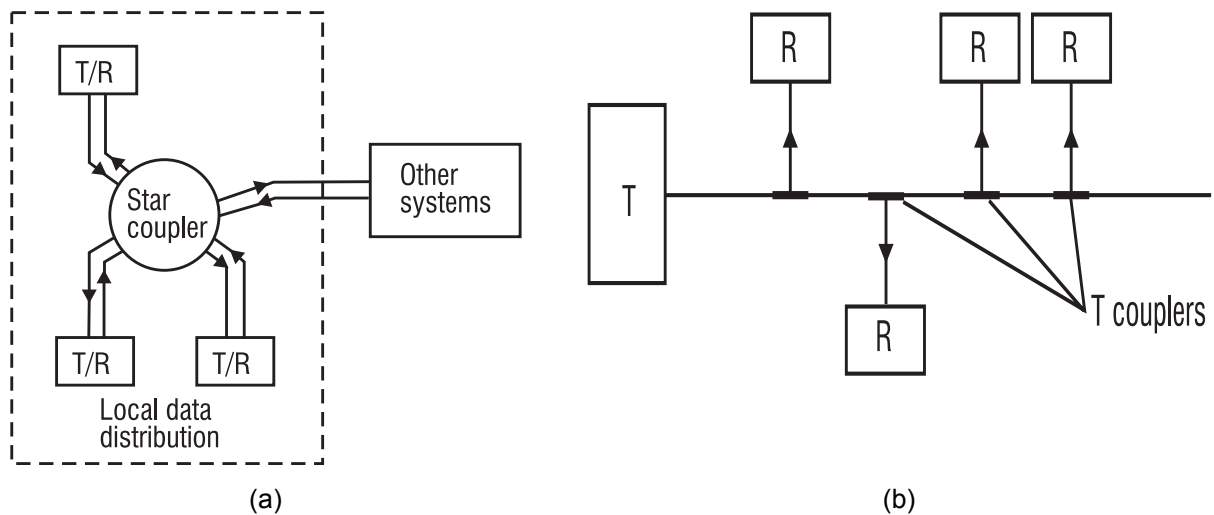 T/R
Star
coupler
Other
systems
T/R
T/R
Local data
distribution
(a)
R
R
R
T
R
T couplers
(b)